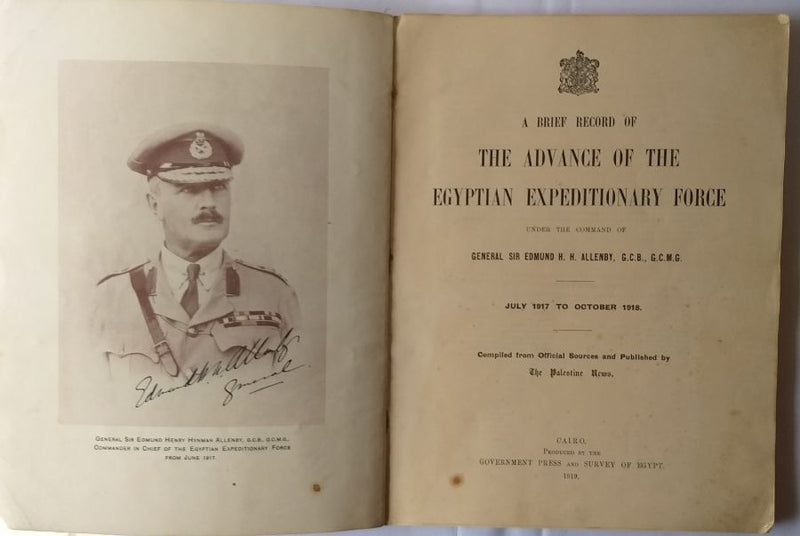 Edmund H. H. Allenby
General.
GENERAL SIR EDMUND HENRY HYNMAN ALLENBY, G.C.B., G.C.M.G.,
COMMANDER IN CHIEF OF THE EGYPTIAN EXPEDITIONARY FORCE
FROM JUNE 1917.
A BRIEF RECORD OF
THE ADVANCE OF THE
EGYPTIAN EXPEDITIONARY FORCE
UNDER THE COMMAND OF
GENERAL SIR EDMUND H. H. ALLENBY, G.C.B., G.C.M.G.
JULY 1917 TO OCTOBER 1918.
Compiled from Official Sources and Published by
The Palestine News.
CAIRO.
PRODUCED BY THE
GOVERNMENT PRESS AND SURVEY OF EGYPT.
1919.